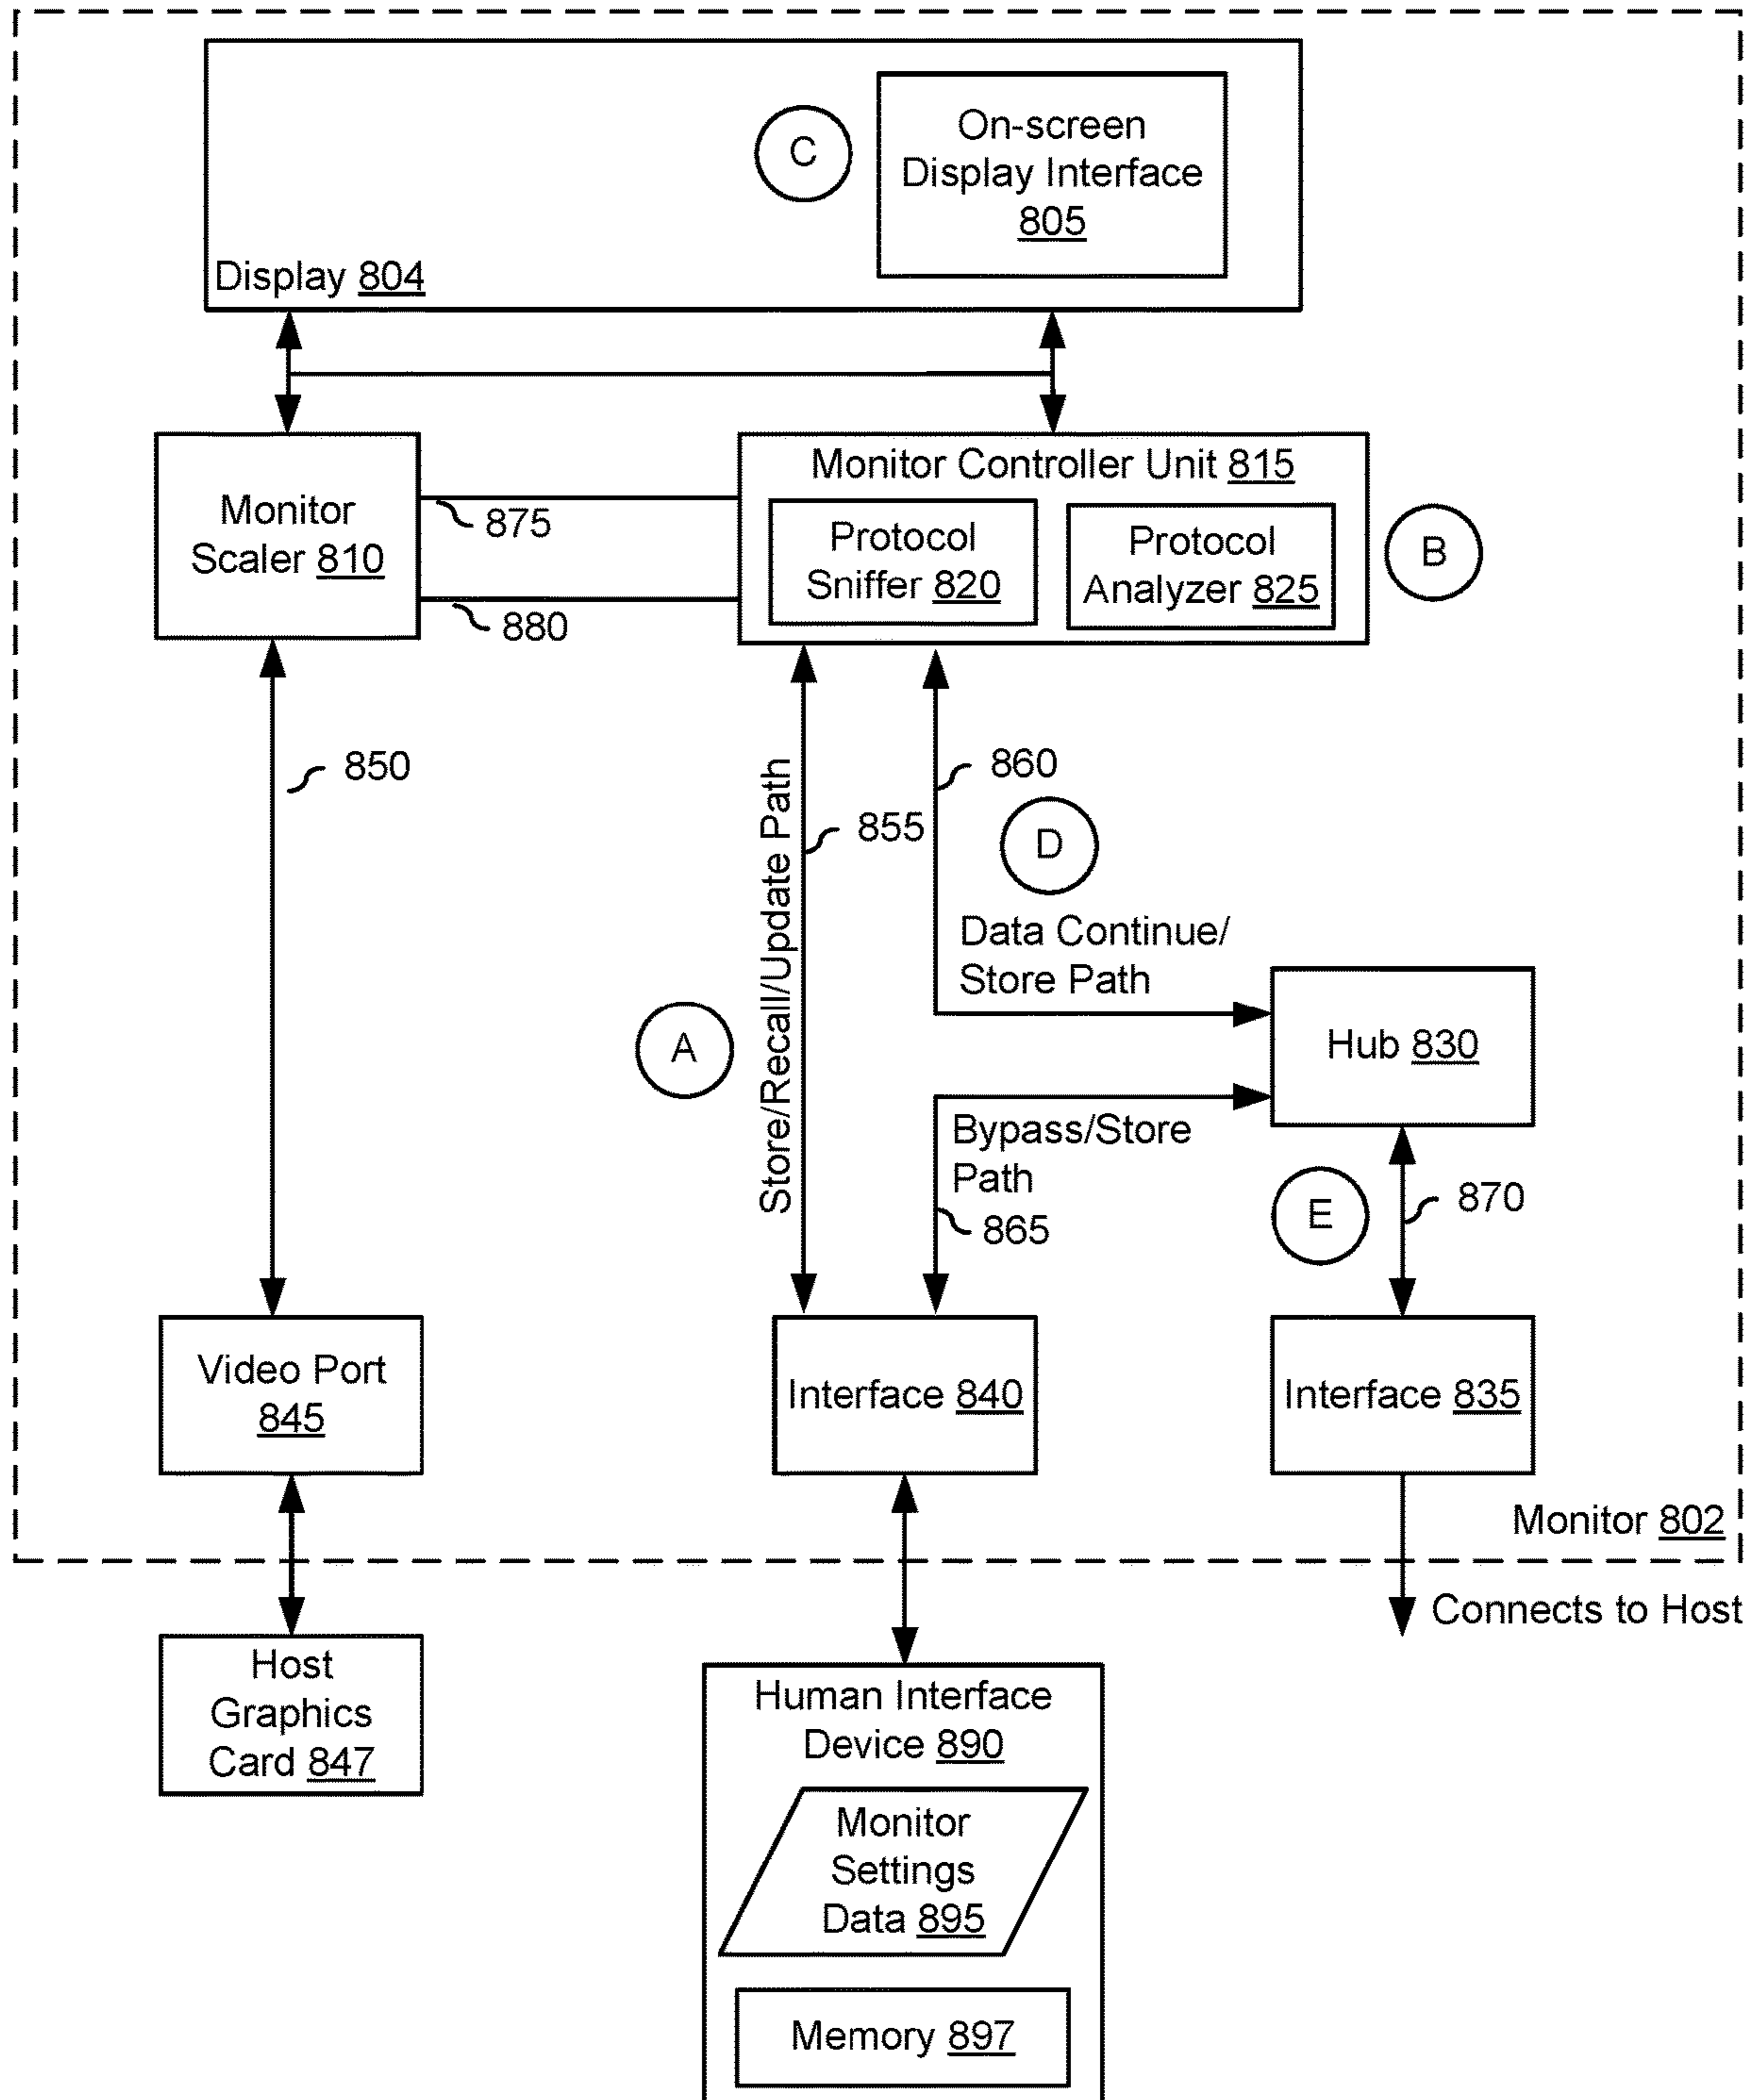 C
On-screen
Display Interface
805
Display 804
Monitor
Scaler 810
875
880
Monitor Controller Unit 815
Protocol
Sniffer 820
Protocol
Analyzer 825
B
850
Store/Recall/Update Path
855
860
D
Data Continue/
Store Path
A
Hub 830
Bypass/Store
Path
865
E
870
Video Port
845
Interface 840
Interface 835
Monitor 802
Connects to Host
Host
Graphics
Card 847
Human Interface
Device 890
Monitor
Settings
Data 895
Memory 897